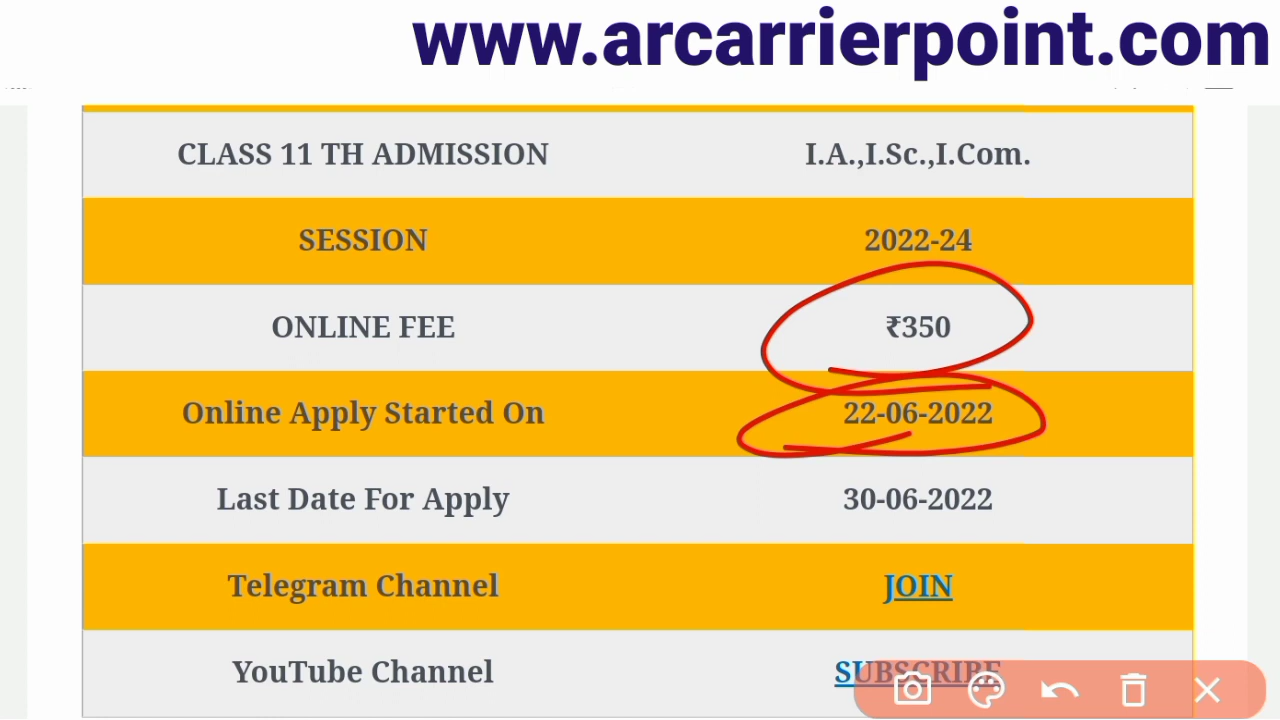 www.arcarrierpoint.com
CLASS 11 TH ADMISSION I.A.,I.Sc.,I.Com.
SESSION 2022-24
ONLINE FEE ₹350
Online Apply Started On 22-06-2022
Last Date For Apply 30-06-2022
Telegram Channel JOIN
YouTube Channel SUBSCRIBE